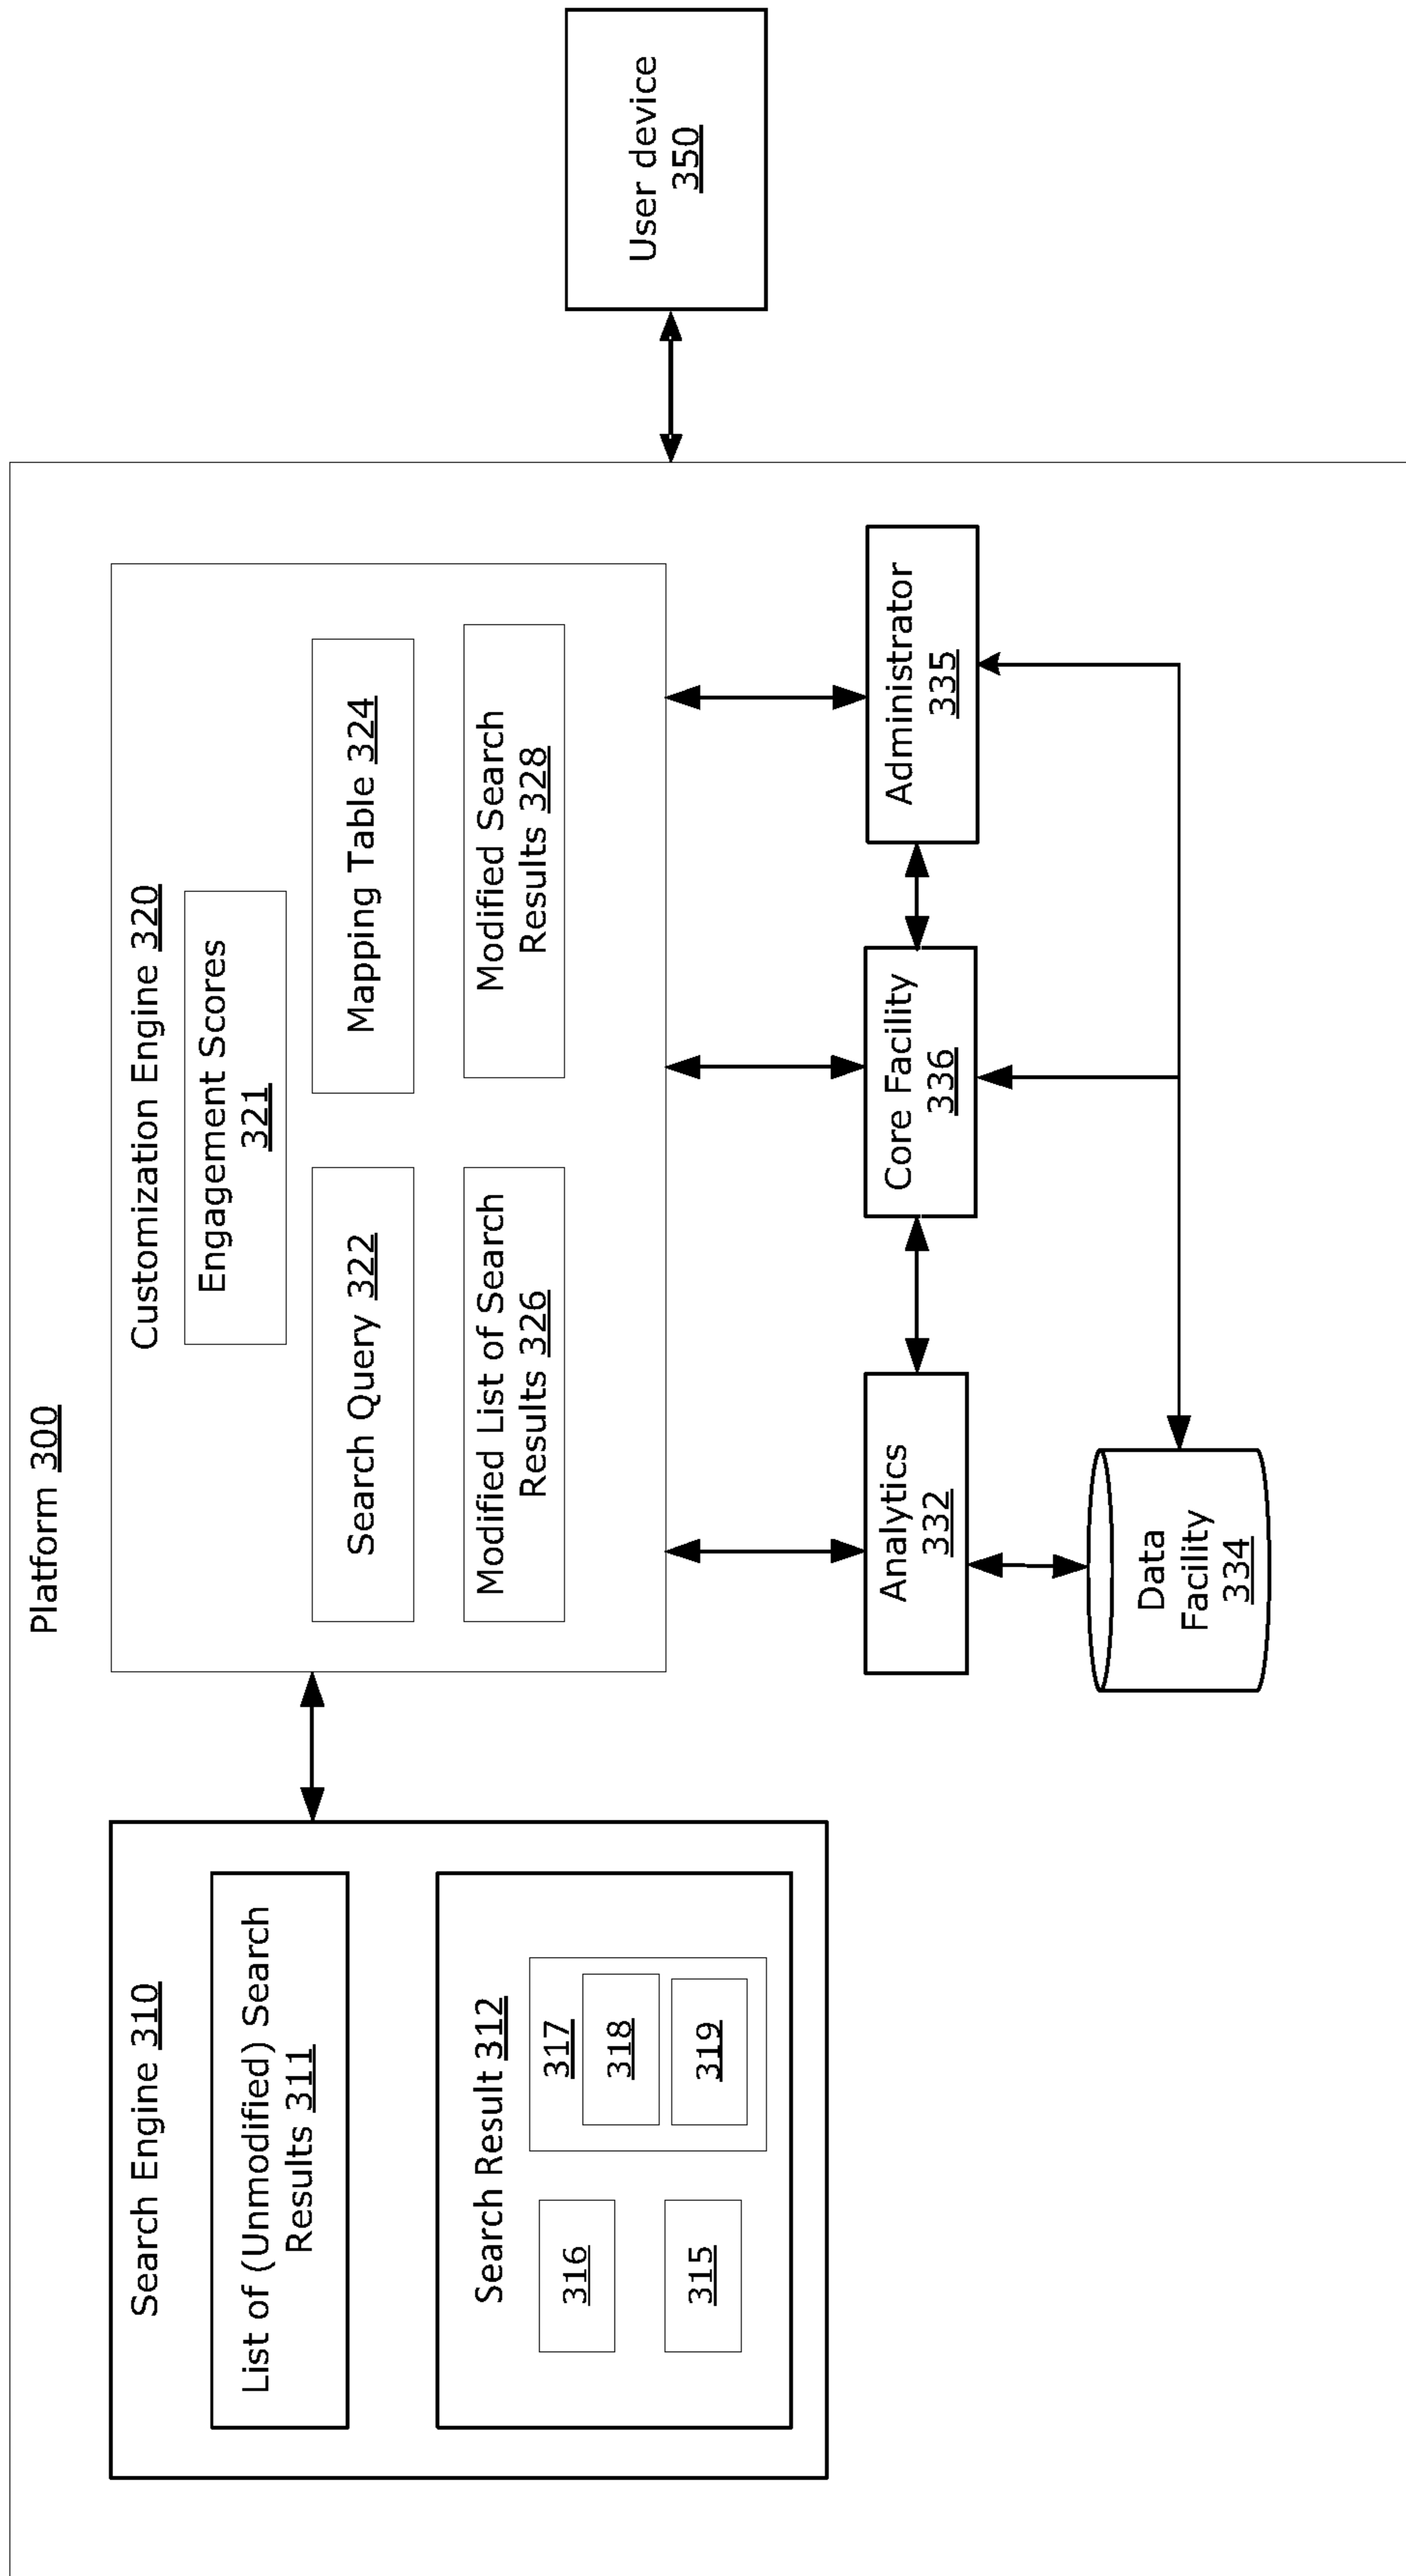 Platform 300
Search Engine 310
List of (Unmodified) Search
Results 311
Search Result 312
316
315
317
318
319
Customization Engine 320
Engagement Scores
321
Search Query 322
Mapping Table 324
Modified List of Search
Results 326
Modified Search
Results 328
Analytics
332
Core Facility
336
Administrator
335
Data
Facility
334
User device
350